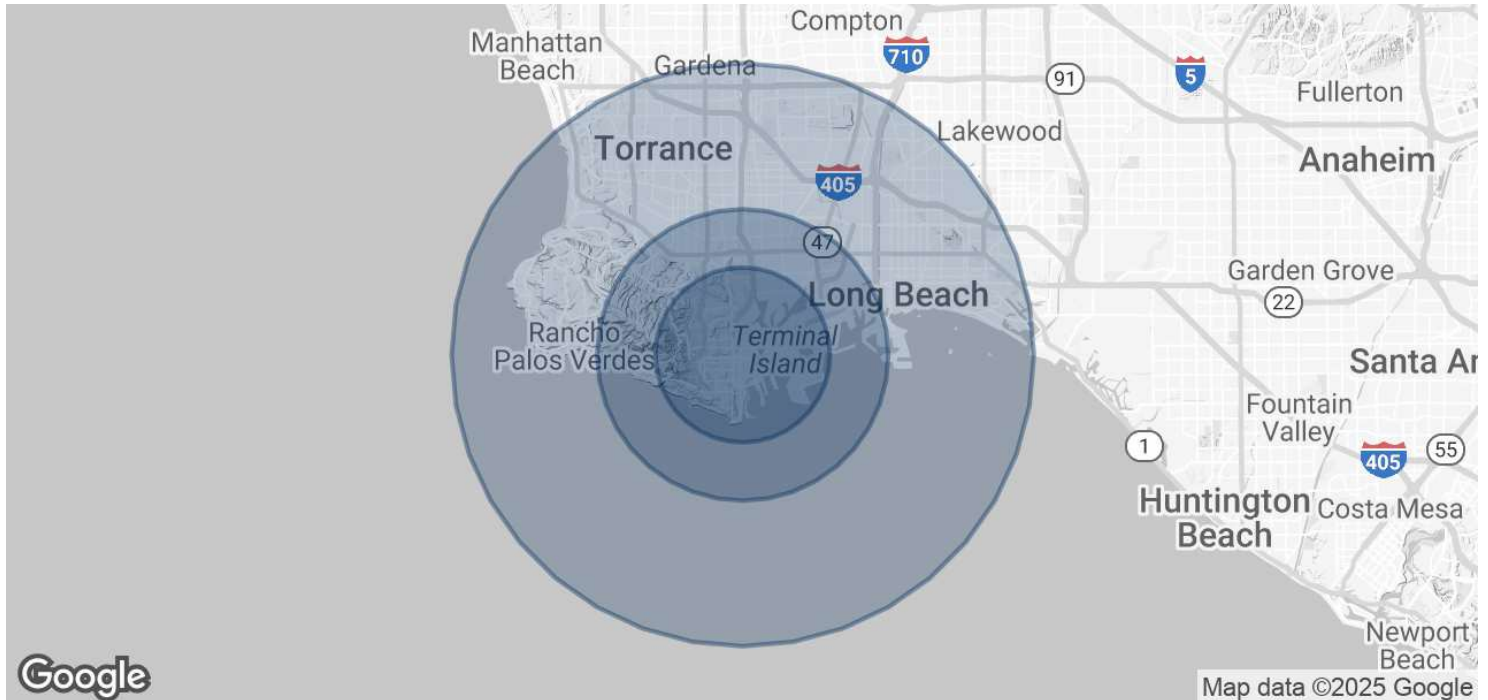 Compton
Manhattan
Beach
710
Gardena
91
5
Fullerton
Lakewood
Torrance
Anaheim
405
47
Garden Grove
22
Long Beach
Rancho
Palos Verdes
Terminal
Island
Santa An
Fountain
Valley
1
405
55
Huntington
Beach
Costa Mesa
Newport
Beach
Google
Map data ©2025 Google